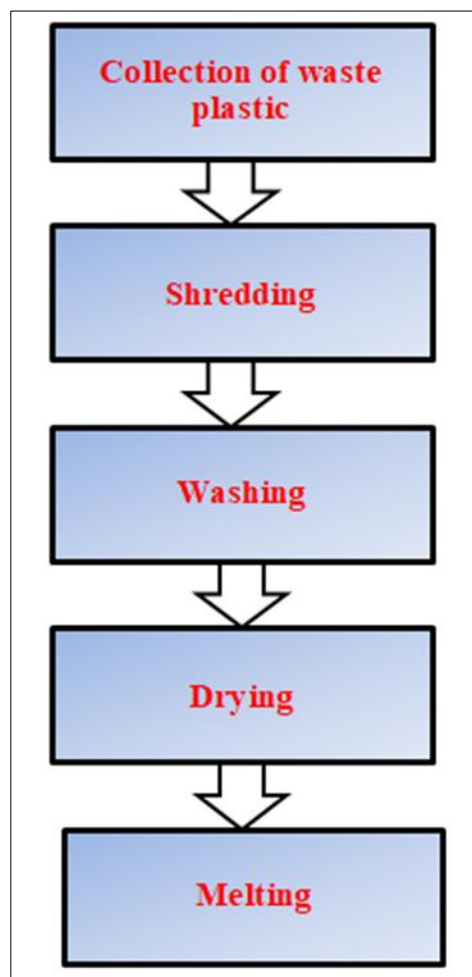 Collection of waste
plastic
Shredding
Washing
Drying
Melting